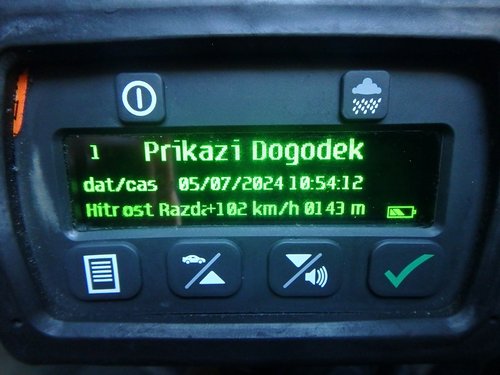 1 Prikazi Dogodek
dat/cas 05/07/2024 10:54:12
Hitrost Razda+102 km/h 0143 m